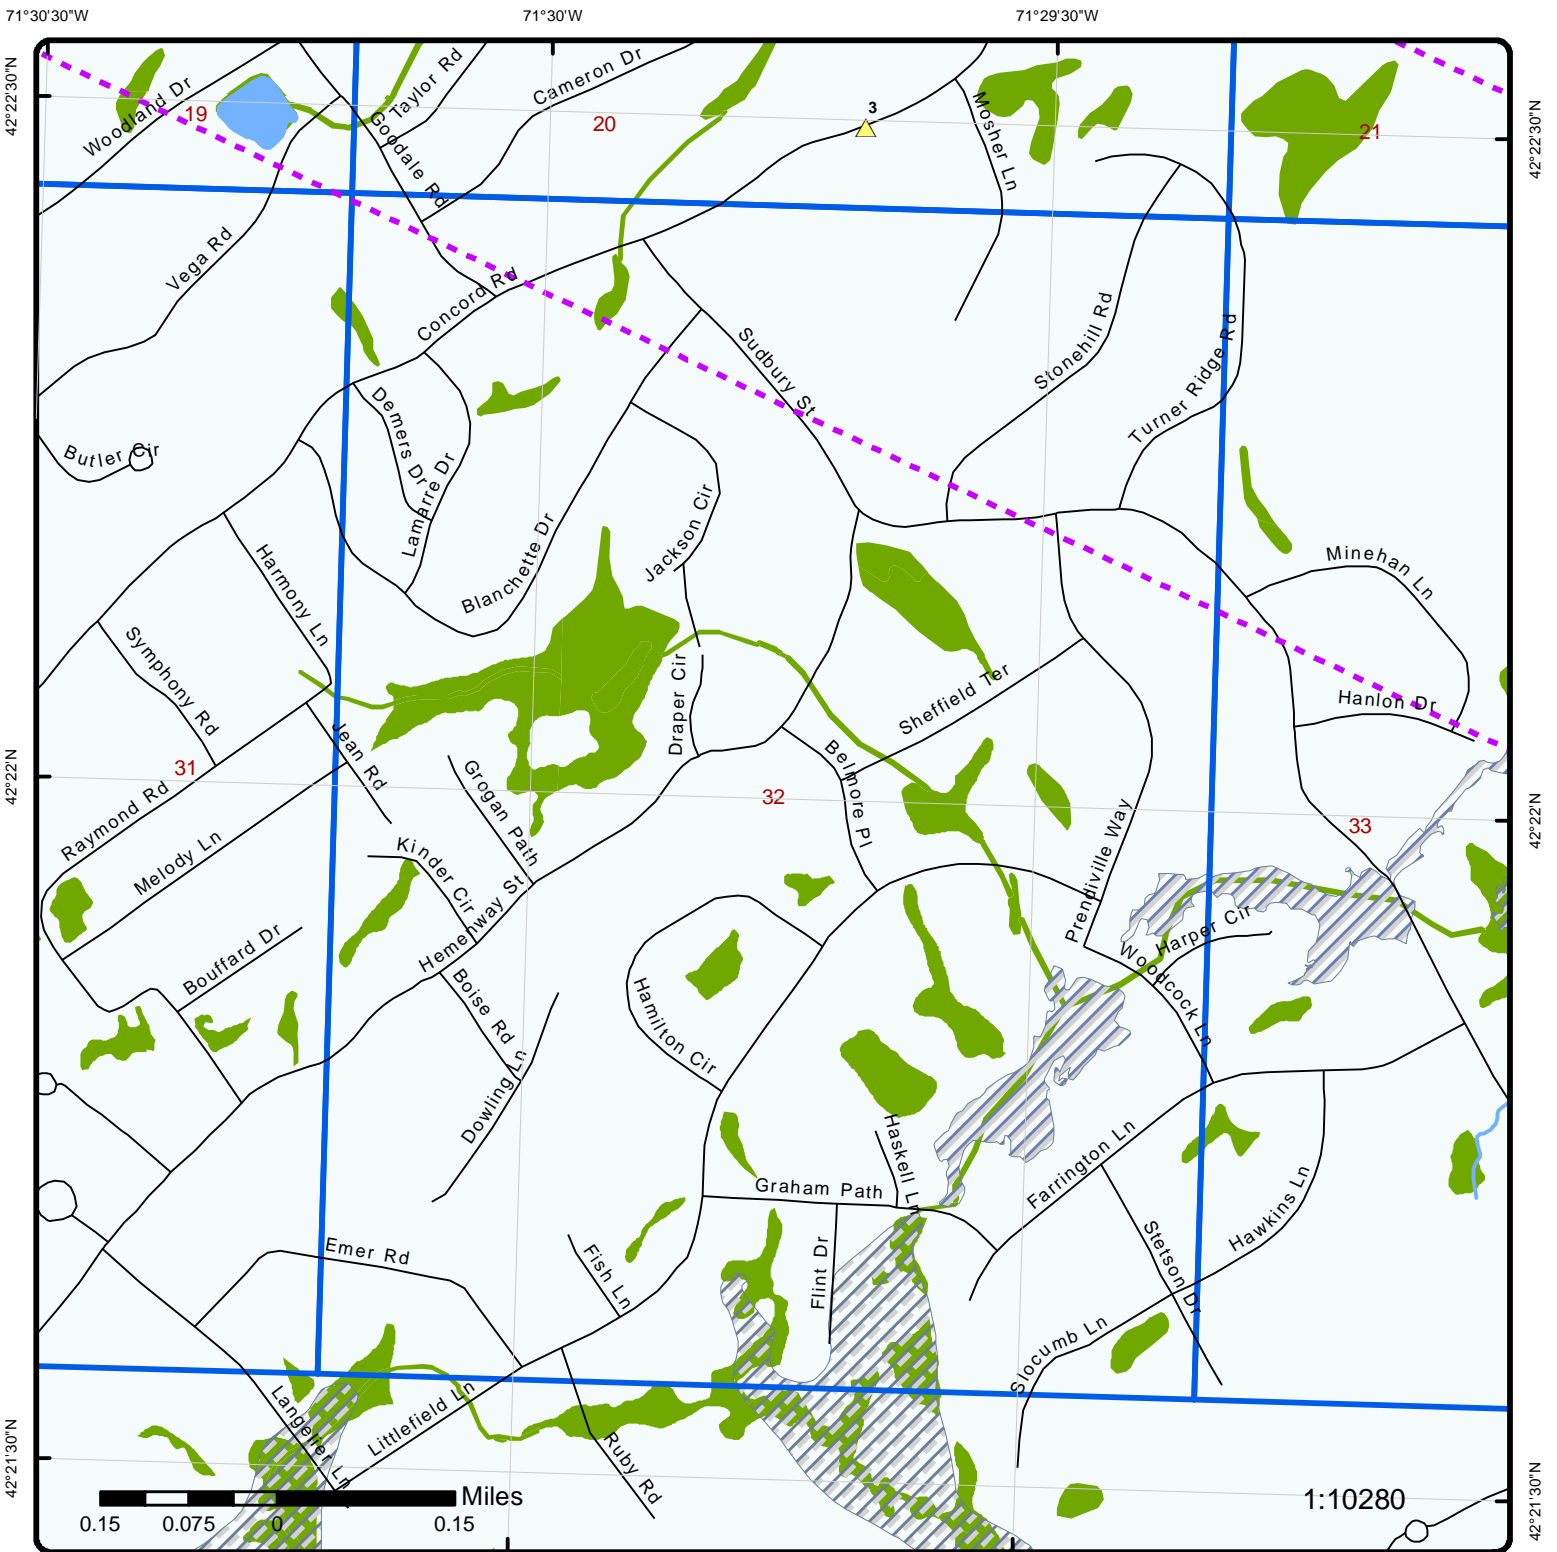 71°30'30"W
71°30'W
71°29'30"W
42°22'30"N
42°22'30"N
Woodland Dr
19
Taylor Rd
Goodale Rd
Cameron Dr
20
3
Mosher Ln
21
Vega Rd
Concord Rd
Sudbury St
Stonehill Rd
Turner Ridge Rd
Butler Cir
Demers Dr
Lamarre Dr
Blanchette Dr
Jackson Cir
Minehan Ln
Harmony Ln
Symphony Rd
Draper Cir
Sheffield Ter
Hanlon Dr
42°22'N
42°22'N
31
Jean Rd
Raymond Rd
Melody Ln
Grogan Path
32
Belmore Pl
Prendiville Way
33
Kinder Cir
Hemenway St
Bouffard Dr
Boise Rd
Hamilton Cir
Harper Cir
Woodcock Ln
Dowling Ln
Haskell Ln
Graham Path
Farrington Ln
Hawkins Ln
Stetson Dr
Emer Rd
Fish Ln
Flint Dr
Slocumb Ln
Langelier Ln
Littlefield Ln
Ruby Rd
42°21'30"N
42°21'30"N
Miles
0.15 0.075 0 0.15
1:10280